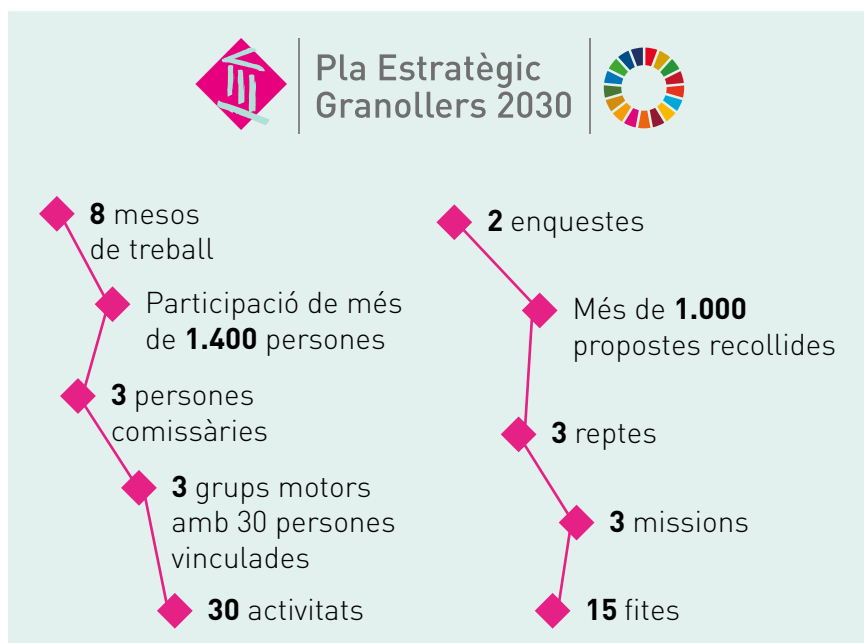 Pla Estratègic
Granollers 2030
8 mesos
de treball
Participació de més
de 1.400 persones
3 persones
comissàries
3 grups motors
amb 30 persones
vinculades
30 activitats
2 enquestes
Més de 1.000
propostes recollides
3 reptes
3 missions
15 fites